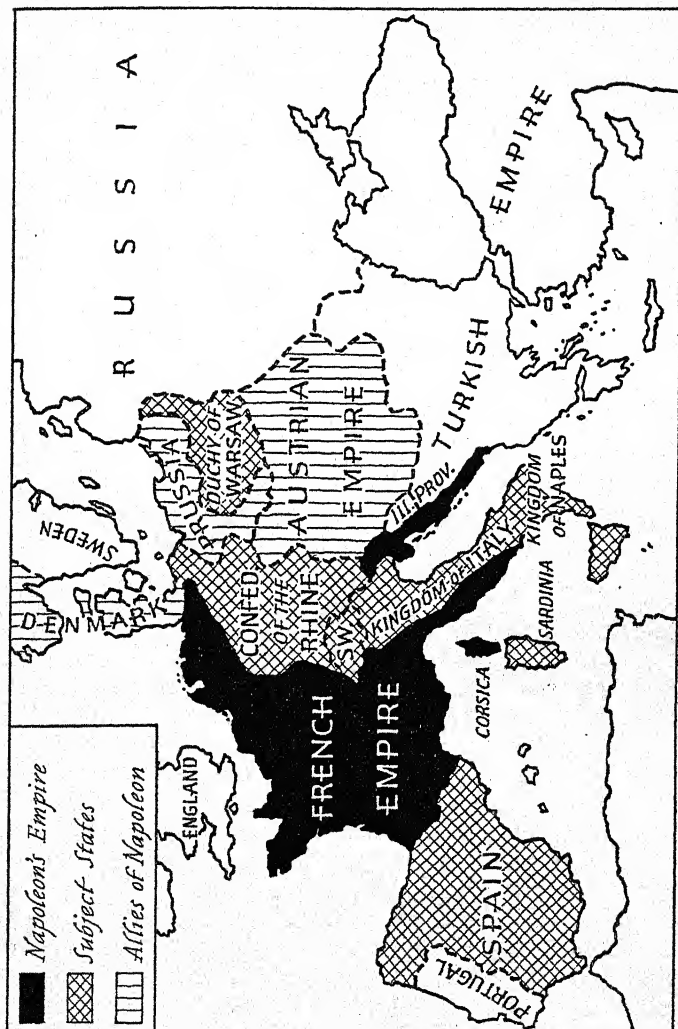 Napoleon's Empire
Subject States
Allies of Napoleon
RUSSIA
SWEDEN
DENMARK
ENGLAND
PRUSSIA
DUCHY OF
WARSAW
CONFED
OF THE
RHINE
AUSTRIAN
EMPIRE
FRENCH
EMPIRE
SW.
KINGDOM OF ITALY
ILL. PROV.
TURKISH
EMPIRE
KINGDOM
OF NAPLES
CORSICA
SARDINIA
SPAIN
PORTUGAL